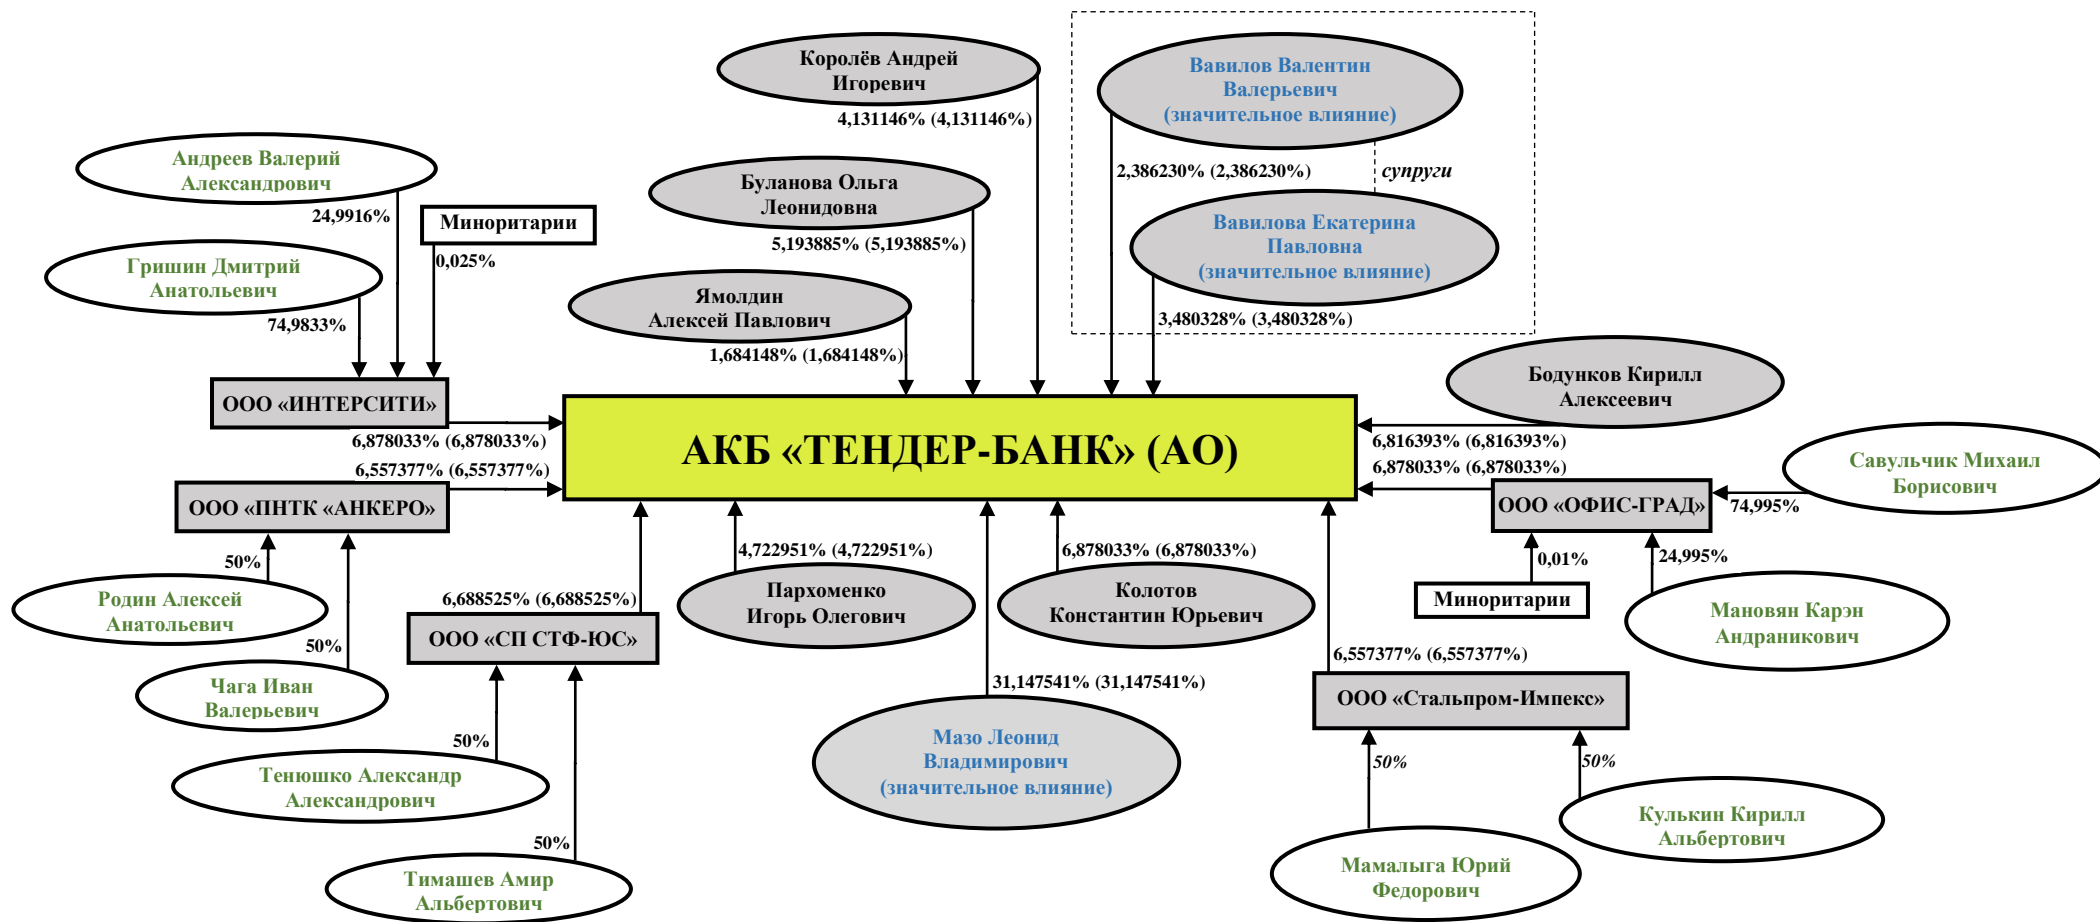 Королёв Андрей
Игоревич
4,131146% (4,131146%)
Вавилов Валентин
Валерьевич
(значительное влияние)
2,386230% (2,386230%)
супруги
Вавилова Екатерина
Павловна
(значительное влияние)
3,480328% (3,480328%)
Андреев Валерий
Александрович
24,9916%
Миноритарии
0,025%
Гришин Дмитрий
Анатольевич
74,9833%
Буланова Ольга
Леонидовна
5,193885% (5,193885%)
Ямолдин
Алексей Павлович
1,684148% (1,684148%)
ООО «ИНТЕРСИТИ»
6,878033% (6,878033%)
6,557377% (6,557377%)
ООО «ПНТК «АНКЕРО»
АКБ «ТЕНДЕР-БАНК» (АО)
Бодунков Кирилл
Алексеевич
6,816393% (6,816393%)
6,878033% (6,878033%)
ООО «ОФИС-ГРАД»
Савульчик Михаил
Борисович
74,995%
0,01%
24,995%
Миноритарии
Мановян Карэн
Андраникович
50%
Родин Алексей
Анатольевич
50%
Чага Иван
Валерьевич
6,688525% (6,688525%)
ООО «СП СТФ-ЮС»
50%
Тенюшко Александр
Александрович
50%
Тимашев Амир
Альбертович
4,722951% (4,722951%)
Пархоменко
Игорь Олегович
6,878033% (6,878033%)
Колотов
Константин Юрьевич
31,147541% (31,147541%)
Мазо Леонид
Владимирович
(значительное влияние)
6,557377% (6,557377%)
ООО «Стальпром-Импекс»
50%
50%
Мамалыга Юрий
Федорович
Кулькин Кирилл
Альбертович